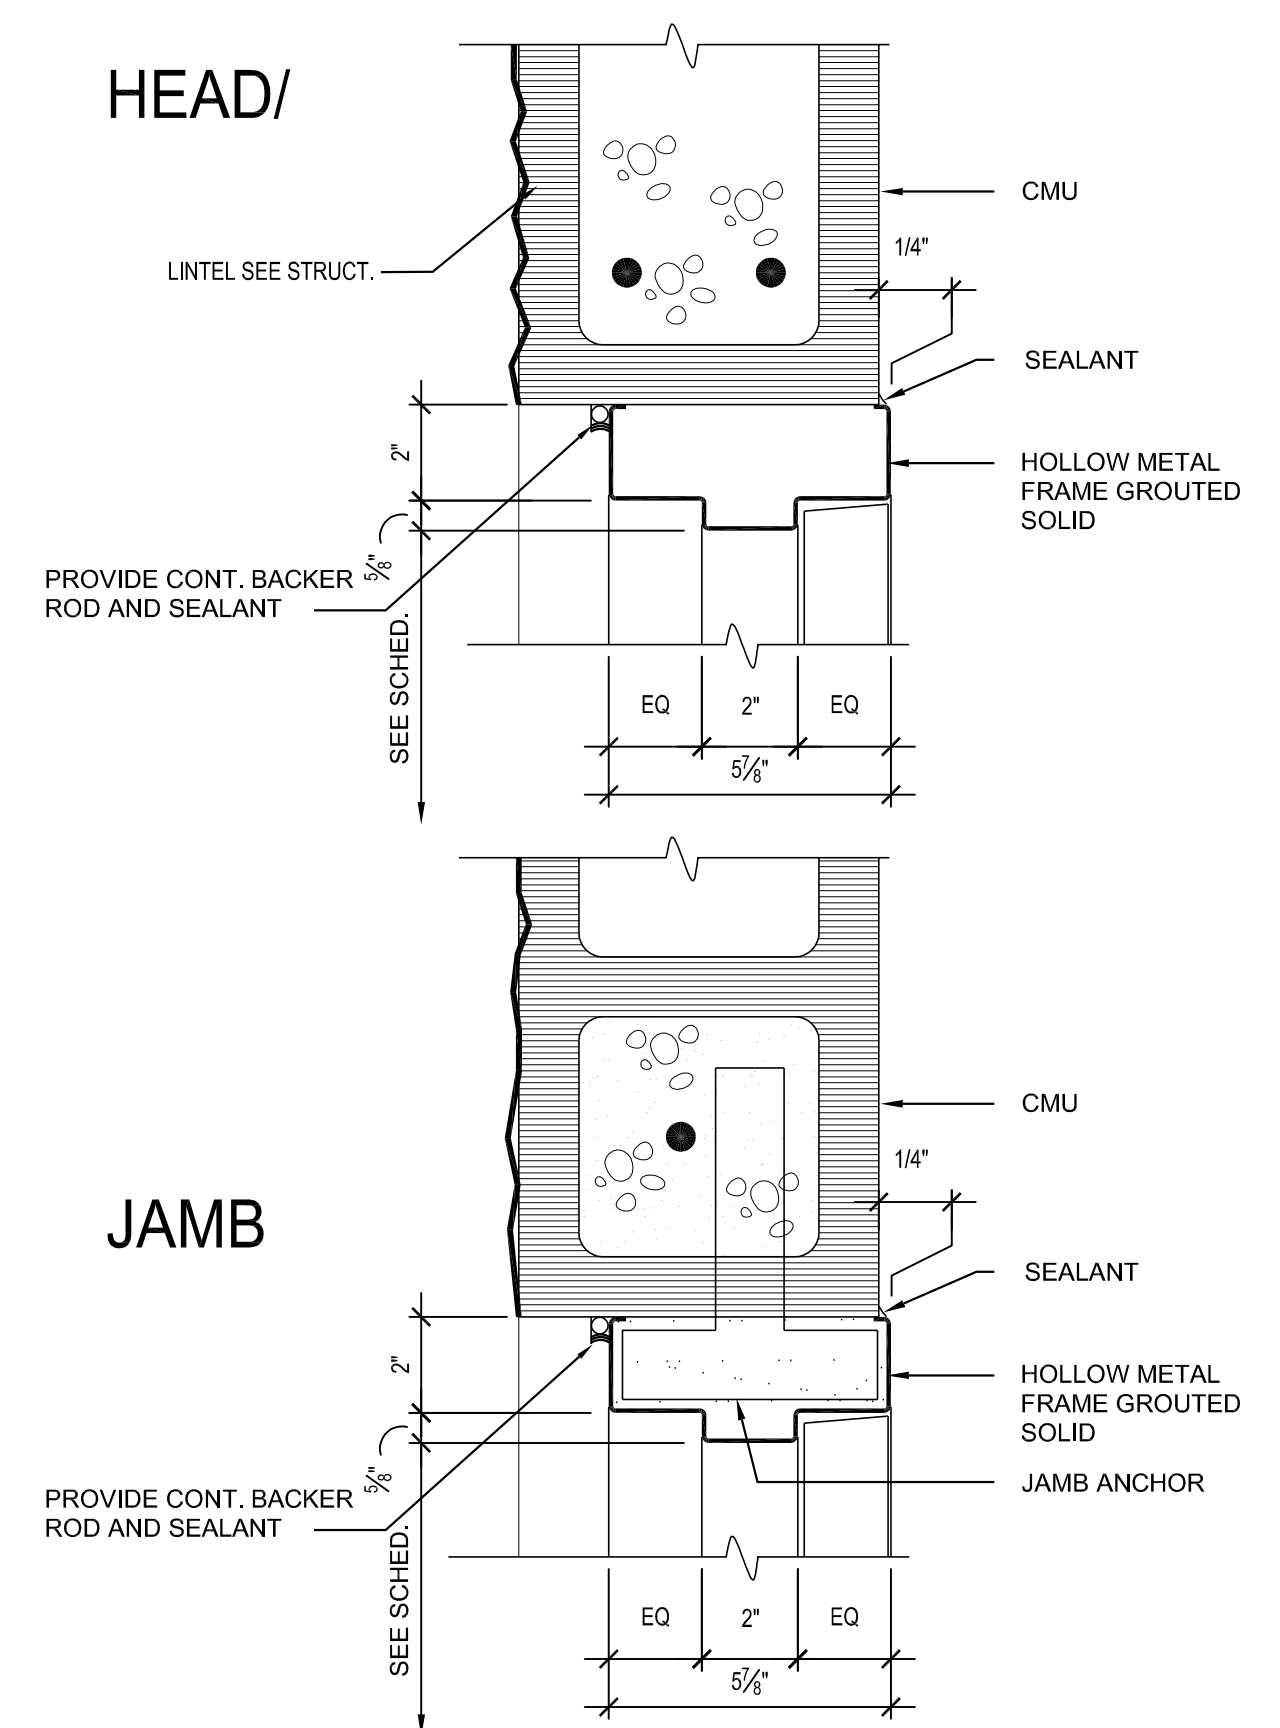 HEAD/
CMU
1/4"
LINTEL SEE STRUCT.
SEALANT
2"
HOLLOW METAL
FRAME GROUTED
SOLID
5/8"
PROVIDE CONT. BACKER
ROD AND SEALANT
SEE SCHED.
EQ
2"
EQ
5 7/8"
CMU
1/4"
JAMB
SEALANT
2"
HOLLOW METAL
FRAME GROUTED
SOLID
5/8"
JAMB ANCHOR
PROVIDE CONT. BACKER
ROD AND SEALANT
SEE SCHED.
EQ
2"
EQ
5 7/8"